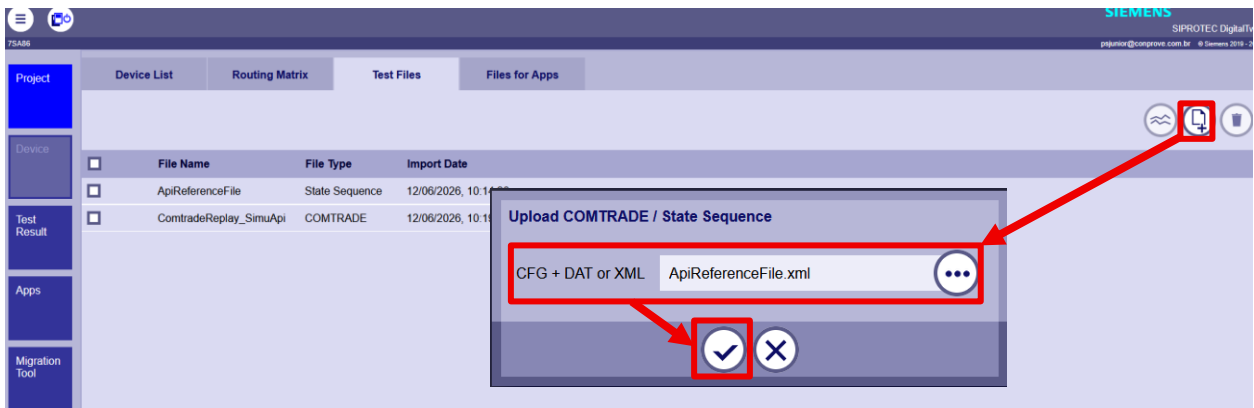 SIEMENS
SIPROTEC DigitalTw
7SA86
psjunior@conprove.com.br © Siemens 2019 - 2
Project
Device List Routing Matrix Test Files Files for Apps
Device
File Name File Type Import Date
ApiReferenceFile State Sequence 12/06/2026, 10:14
ComtradeReplay_SimuApi COMTRADE 12/06/2026, 10:1
Test
Result
Upload COMTRADE / State Sequence
CFG + DAT or XML ApiReferenceFile.xml
Apps
Migration
Tool